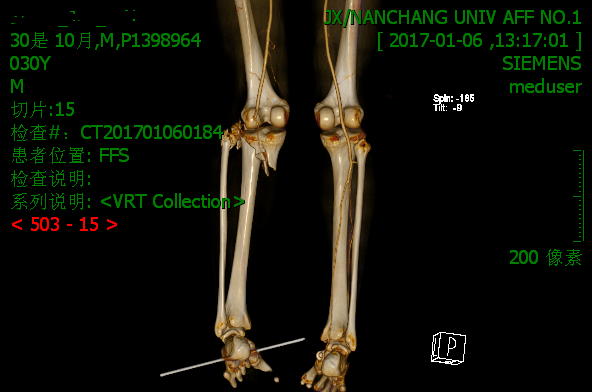 JX/NANCHANG UNIV AFF NO.1
30是 10月,M,P1398964
[ 2017-01-06 ,13:17:01 ]
030Y
SIEMENS
M
meduser
切片:15
Spin: -165
Tilt: -9
检查#: CT201701060184
患者位置: FFS
检查说明:
系列说明: <VRT Collection>
< 503 - 15 >
200 像素
P